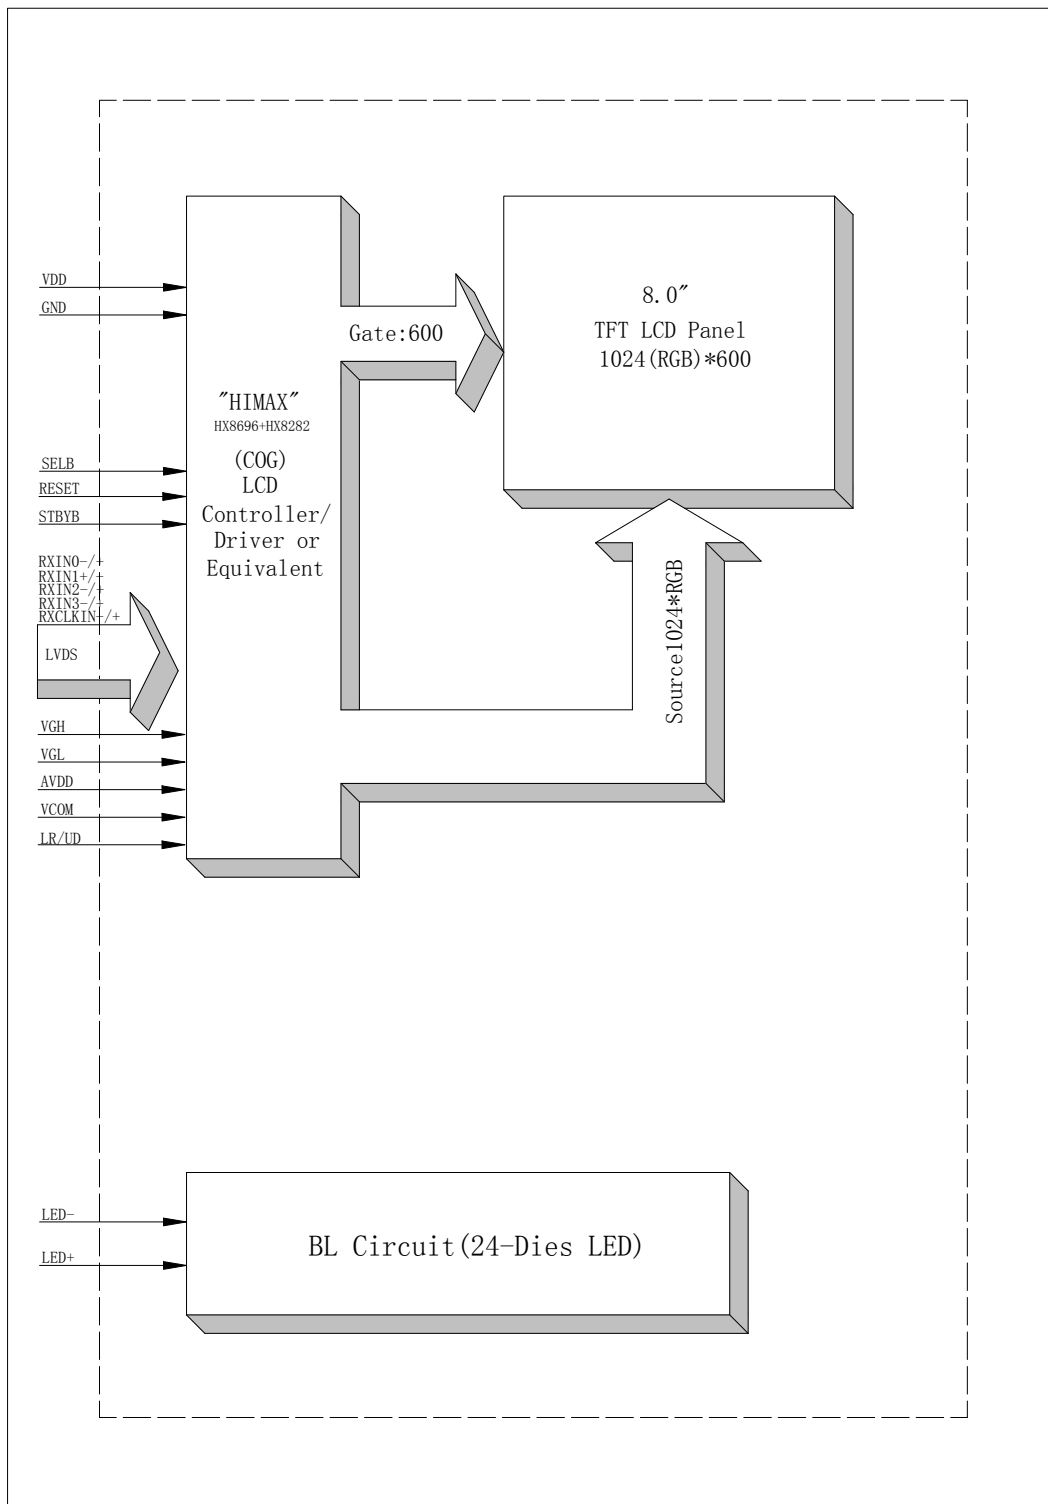 VDD
GND
SELB
RESET
STBYB
RXIN0-/+
RXIN1+/-
RXIN2-/+
RXIN3-/-
RXCLKIN-/+
LVDS
VGH
VGL
AVDD
VCOM
LR/UD
"HIMAX"
HX8696+HX8282
(COG)
LCD
Controller/
Driver or
Equivalent
Gate:600
8.0"
TFT LCD Panel
1024(RGB)*600
Source1024*RGB
LED-
LED+
BL Circuit(24-Dies LED)